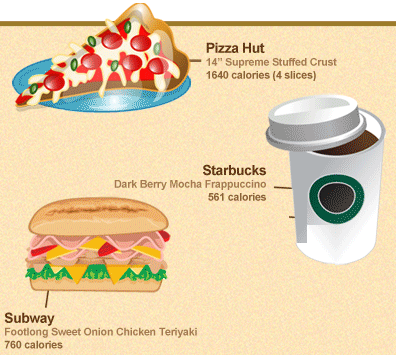 Pizza Hut
14" Supreme Stuffed Crust
1640 calories (4 slices)
Starbucks
Dark Berry Mocha Frappuccino
561 calories
Subway
Footlong Sweet Onion Chicken Teriyaki
760 calories